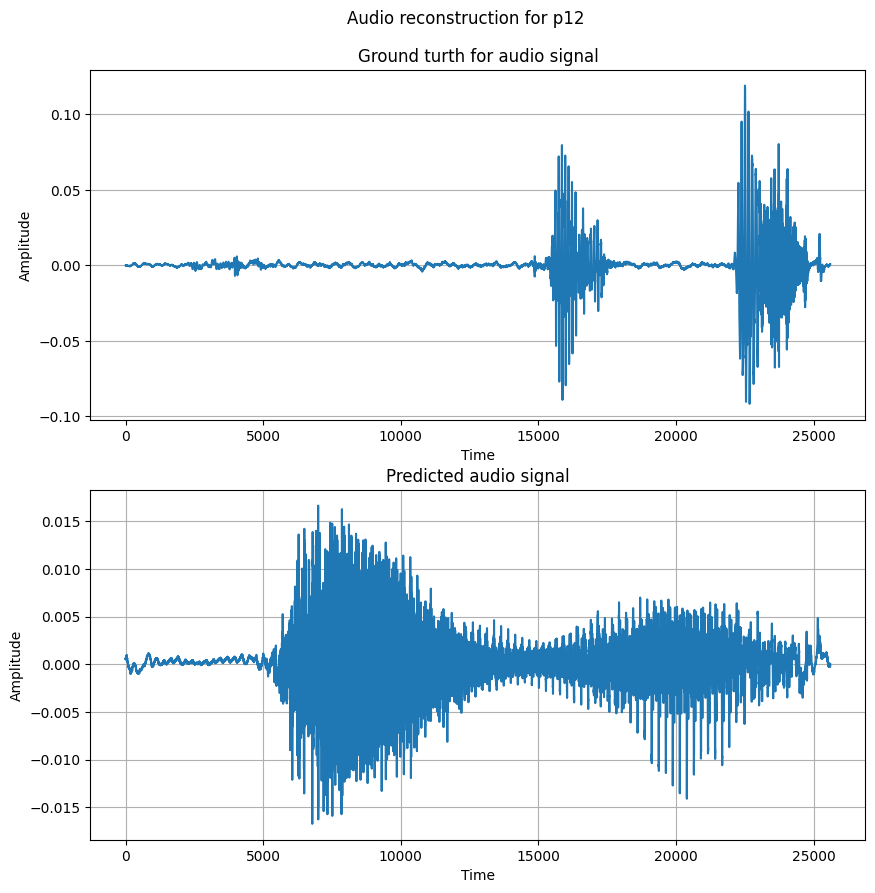 Audio reconstruction for p12
Ground turth for audio signal
0.10
0.05
0.00
−0.05
−0.10
Amplitude
0 5000 10000 15000 20000 25000
Time
Predicted audio signal
0.015
0.010
0.005
0.000
−0.005
−0.010
−0.015
Amplitude
0 5000 10000 15000 20000 25000
Time